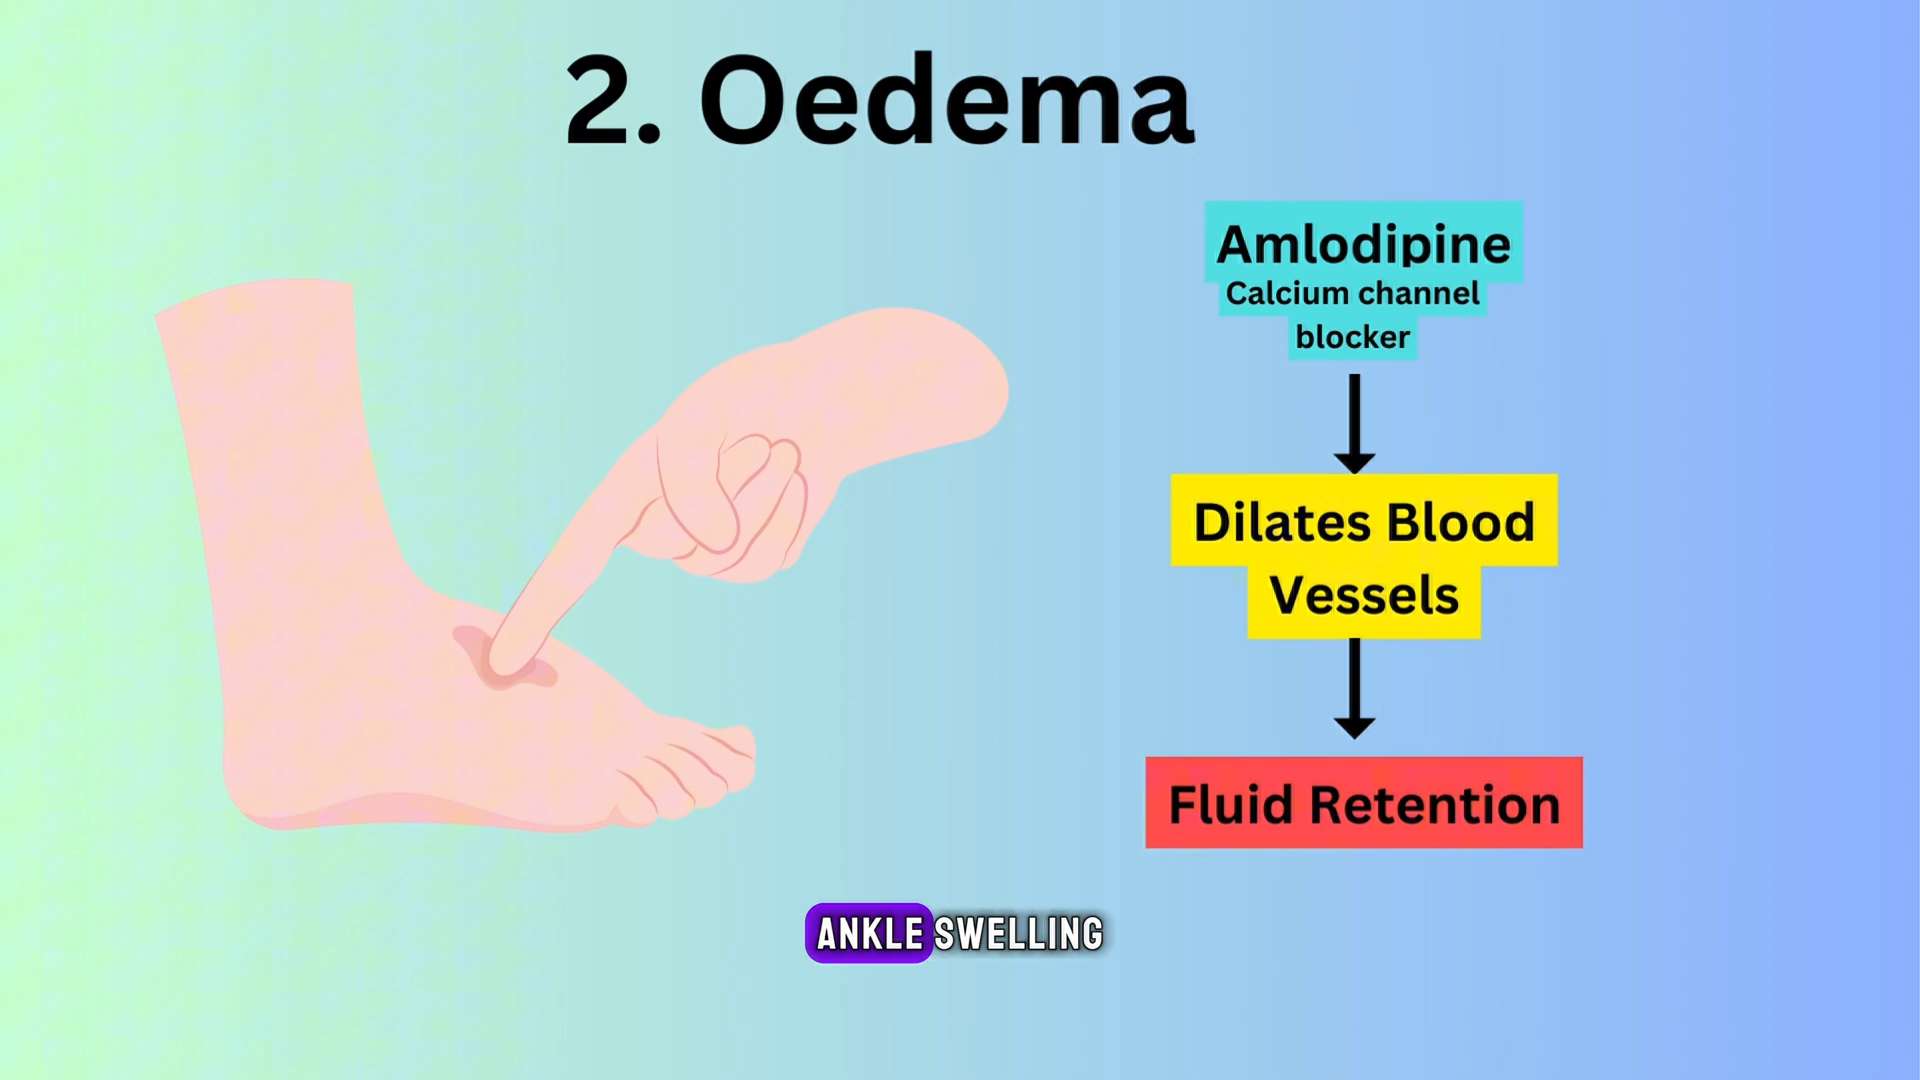 2. Oedema
Amlodipine
Calcium channel
blocker
Dilates Blood
Vessels
Fluid Retention
ANKLE SWELLING